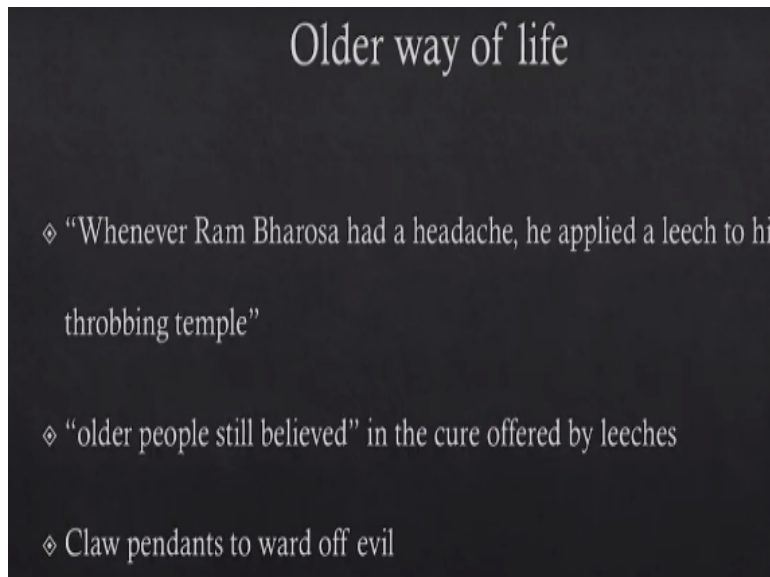 Older way of life
“Whenever Ram Bharosa had a headache, he applied a leech to hi
throbbing temple”
“older people still believed” in the cure offered by leeches
Claw pendants to ward off evil